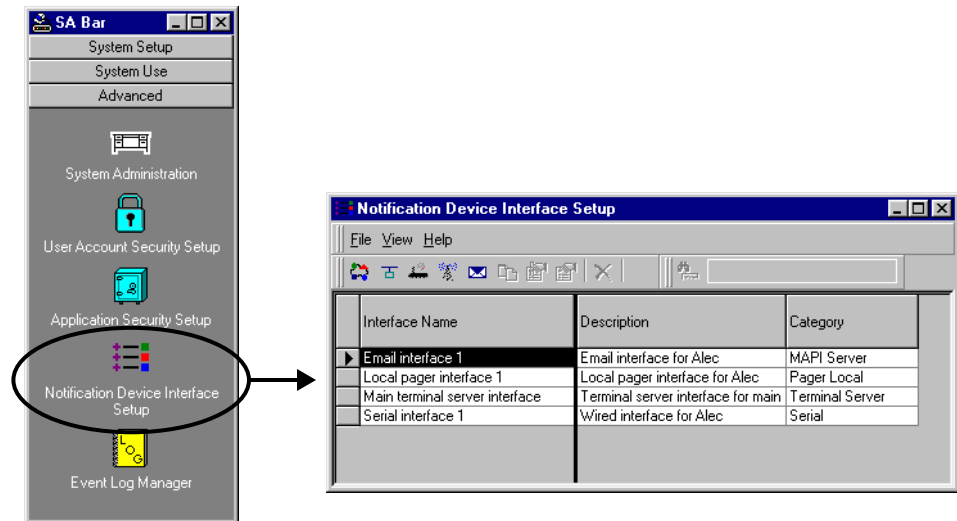 SA Bar
System Setup
System Use
Advanced
System Administration
User Account Security Setup
Application Security Setup
Notification Device Interface
Setup
LOG
Event Log Manager
Notification Device Interface Setup
File View Help
Interface Name Description Category
Email interface 1 Email interface for Alec MAPI Server
Local pager interface 1 Local pager interface for Alec Pager Local
Main terminal server interface Terminal server interface for main Terminal Server
Serial interface 1 Wired interface for Alec Serial